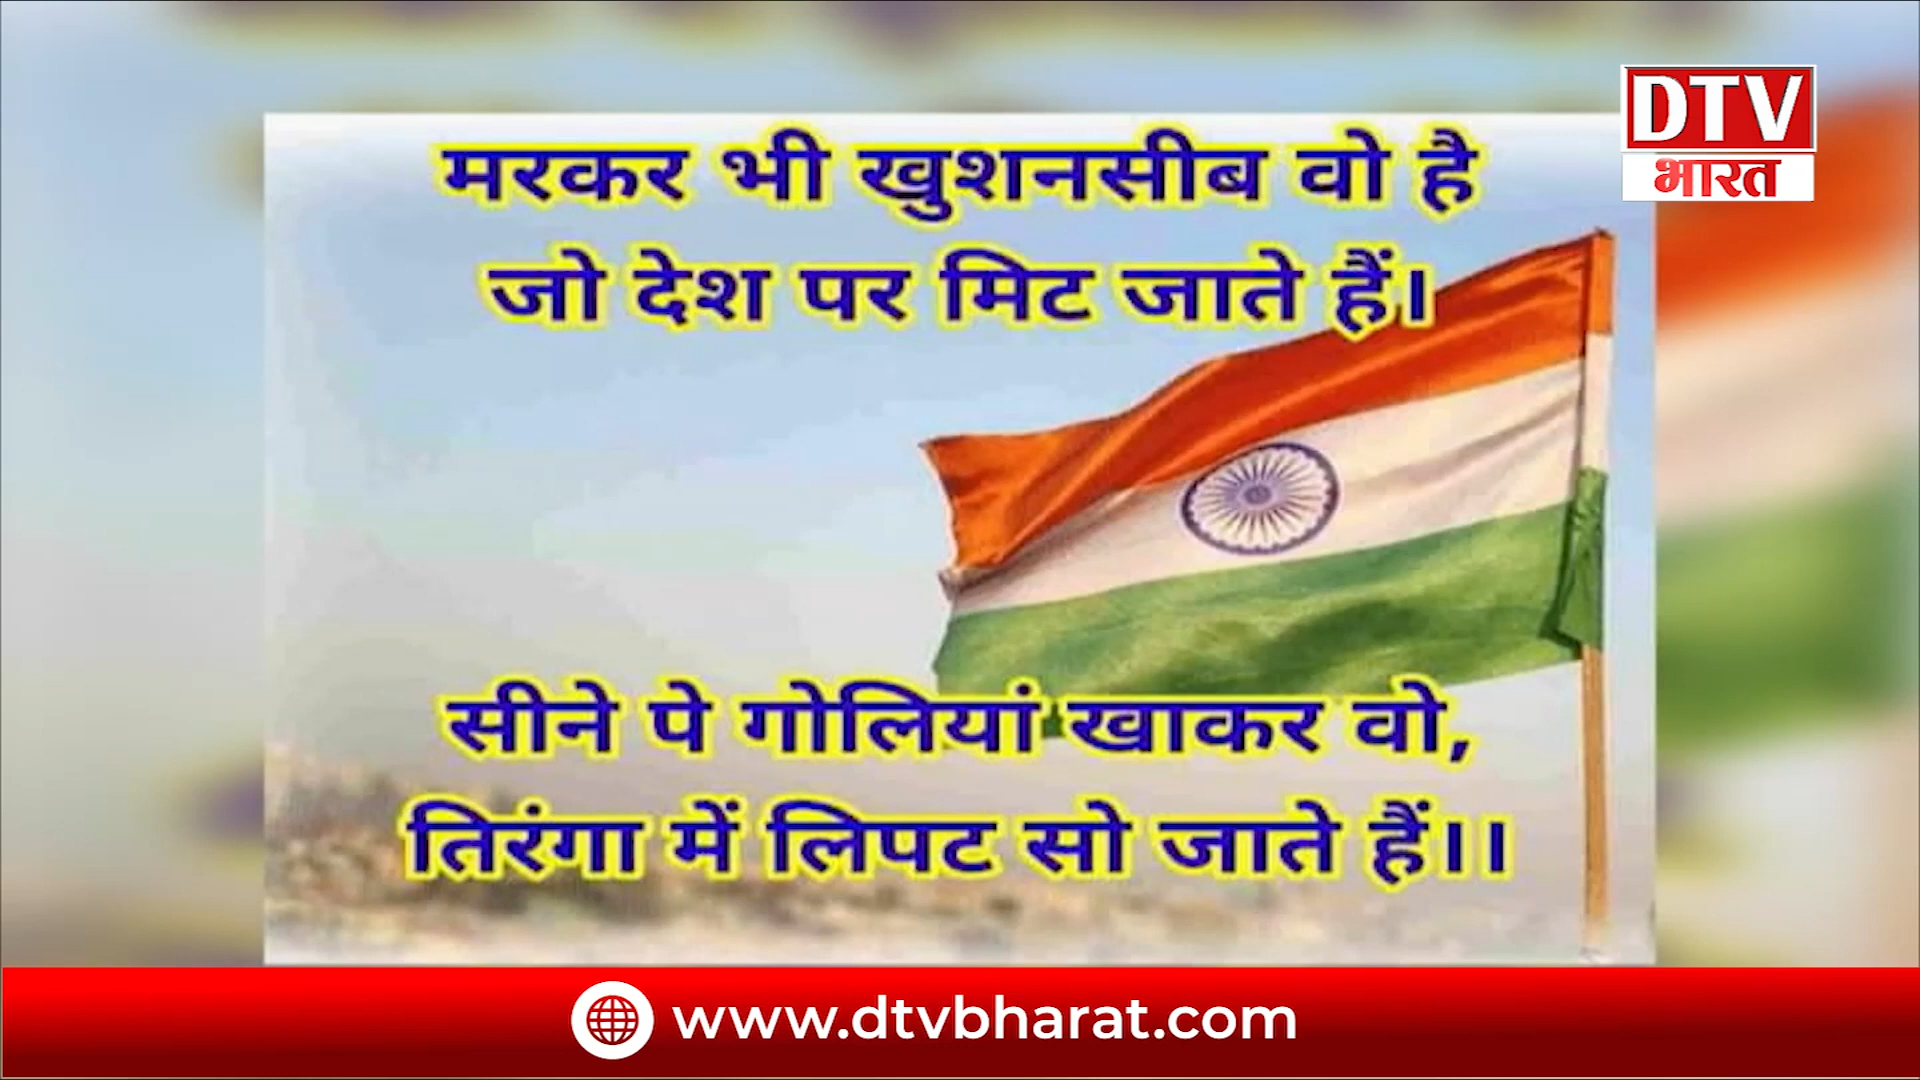 DTV
भारत
मरकर भी खुशनसीब वो है
जो देश पर मिट जाते हैं।
सीने पे गोलियां खाकर वो,
तिरंगा में लिपट सो जाते हैं।।
www.dtvbharat.com